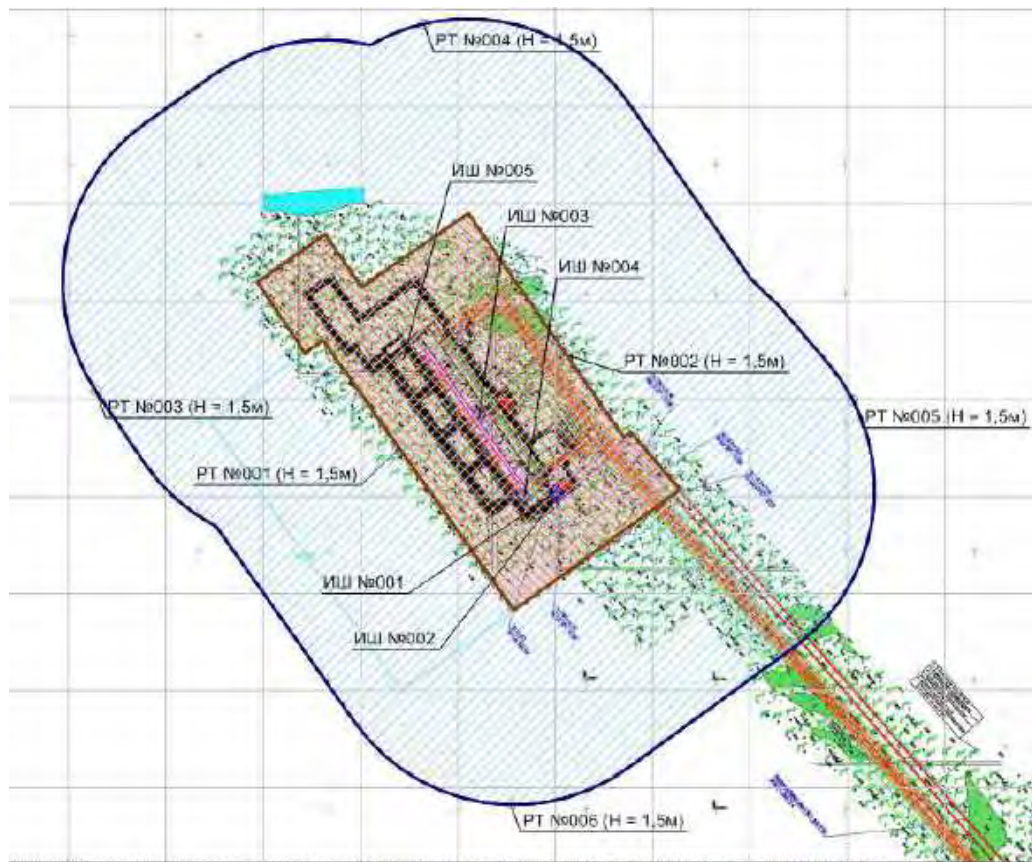 РТ №004 (Н = 1,5м)
ИШ №005
ИШ №003
ИШ №004
РТ №002 (Н = 1,5м)
РТ №003 (Н = 1,5м)
РТ №005 (Н = 1,5м)
РТ №001 (Н = 1,5м)
ИШ №001
ИШ №002
РТ №006 (Н = 1,5м)